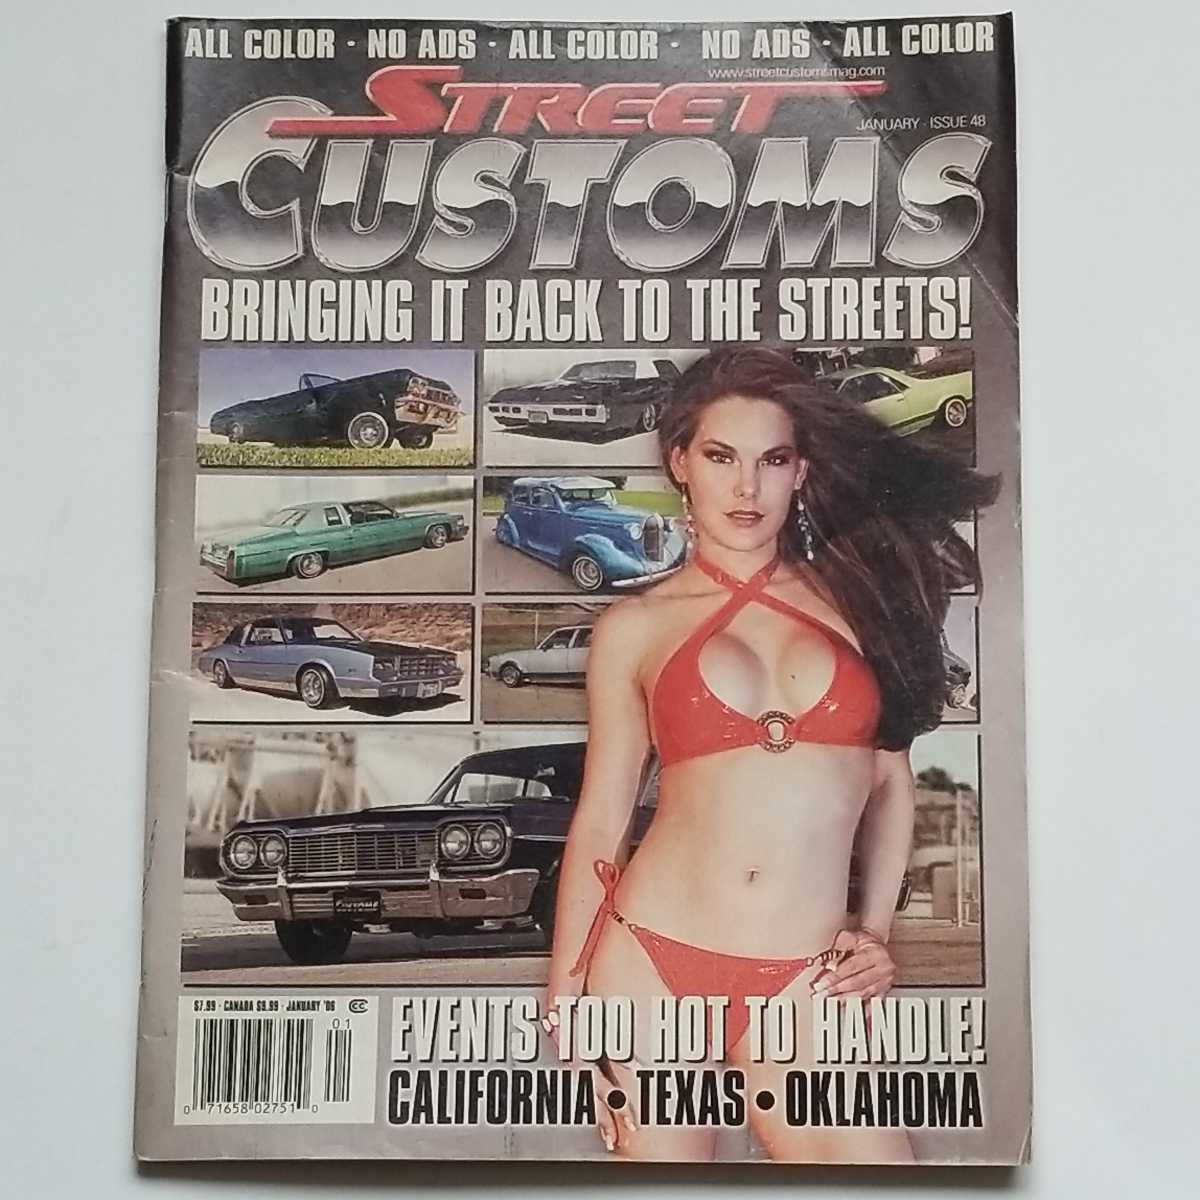 ALL COLOR · NO ADS · ALL COLOR · NO ADS · ALL COLOR
www.streetcustomsmag.com
STREET
JANUARY · ISSUE 48
CUSTOMS
BRINGING IT BACK TO THE STREETS!
CUSTOMS
$7.99 · CANADA $9.99 · JANUARY '06 CC
01
0 71658 02751 0
EVENTS TOO HOT TO HANDLE!
CALIFORNIA • TEXAS • OKLAHOMA